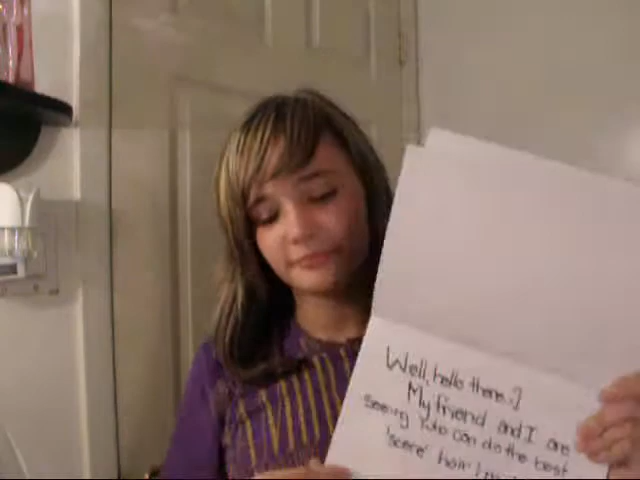 Well, hello there :]
My friend and I are
seeing who can do the best
'scene' hair!